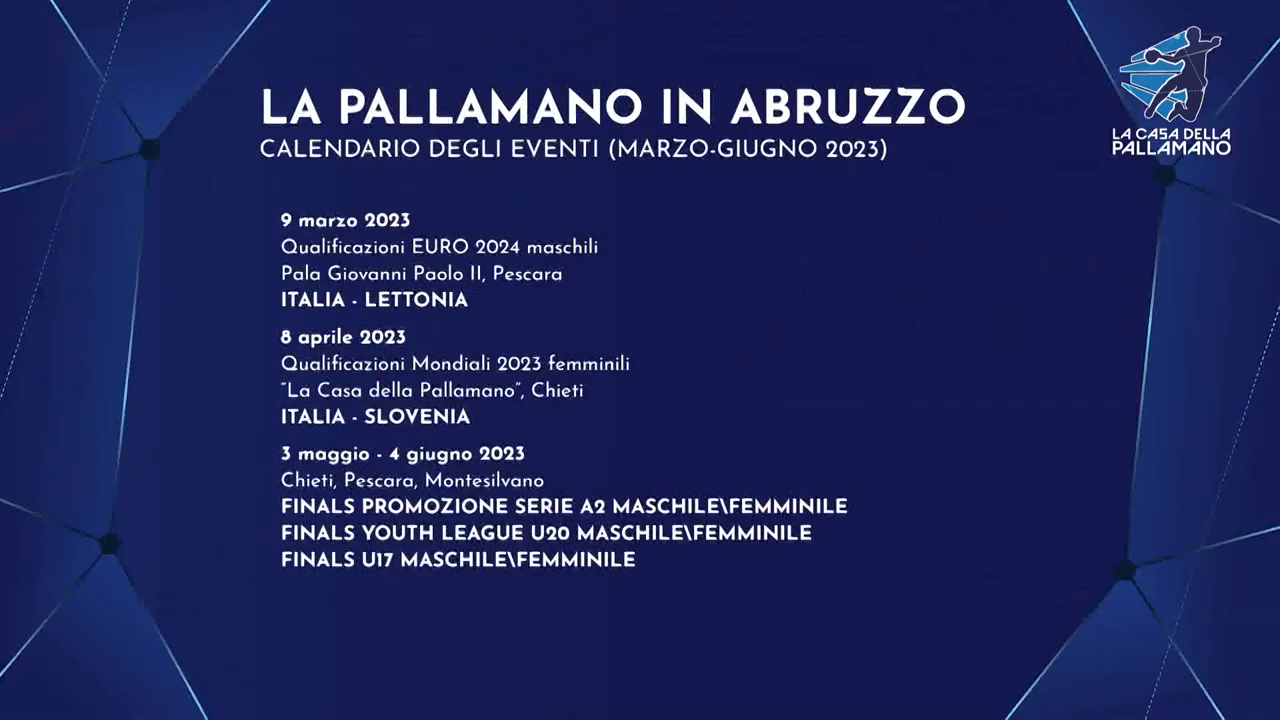 LA PALLAMANO IN ABRUZZO
CALENDARIO DEGLI EVENTI (MARZO-GIUGNO 2023)
LA CASA DELLA
PALLAMANO
9 marzo 2023
Qualificazioni EURO 2024 maschili
Pala Giovanni Paolo II, Pescara
ITALIA - LETTONIA
8 aprile 2023
Qualificazioni Mondiali 2023 femminili
"La Casa della Pallamano", Chieti
ITALIA - SLOVENIA
3 maggio - 4 giugno 2023
Chieti, Pescara, Montesilvano
FINALS PROMOZIONE SERIE A2 MASCHILE\FEMMINILE
FINALS YOUTH LEAGUE U20 MASCHILE\FEMMINILE
FINALS U17 MASCHILE\FEMMINILE